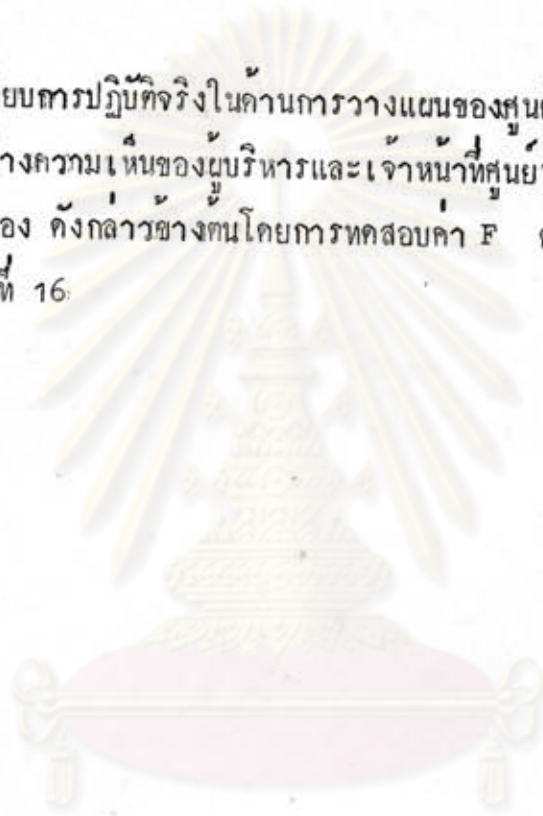 ยบการปฏิบัติจริงในด้านการวางแผนของศูน
างความเห็นของผู้บริหารและเจ้าหน้าที่ศูนย์
อง ดังกล่าวข้างต้นโดยการทดสอบค่า F
ที่ 16